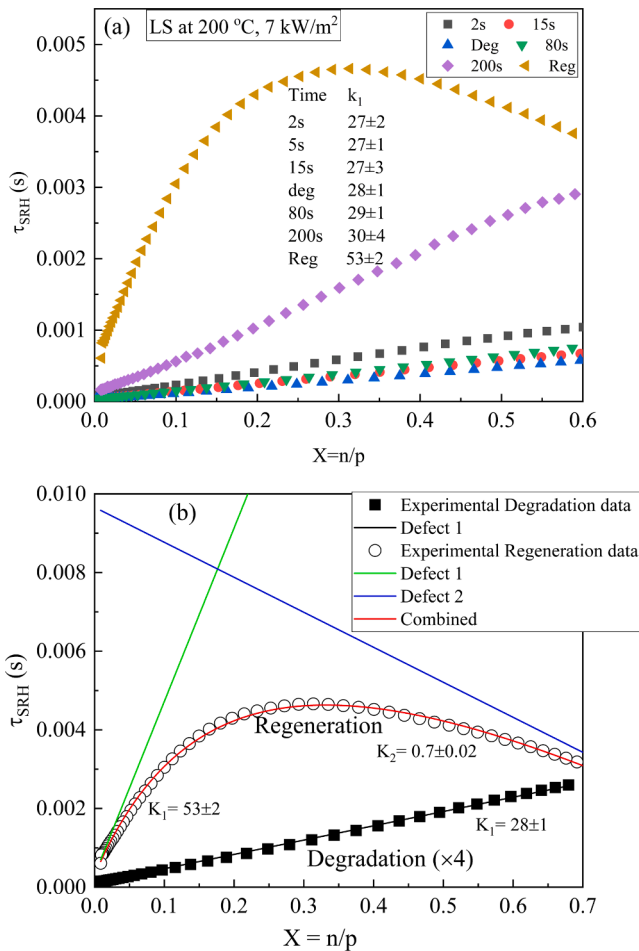 (a)
LS at 200 °C, 7 kW/m²
2s 15s
Deg 80s
200s Reg
Time k₁
2s 27±2
5s 27±1
15s 27±3
deg 28±1
80s 29±1
200s 30±4
Reg 53±2
0.005
0.004
0.003
0.002
0.001
0.000
τSRH (s)
0.0 0.1 0.2 0.3 0.4 0.5 0.6
X=n/p
(b)
Experimental Degradation data
Defect 1
Experimental Regeneration data
Defect 1
Defect 2
Combined
0.010
0.008
0.006
0.004
0.002
0.000
τSRH (s)
Regeneration
K₂= 0.7±0.02
K₁= 53±2
K₁= 28±1
Degradation (×4)
0.0 0.1 0.2 0.3 0.4 0.5 0.6 0.7
X = n/p